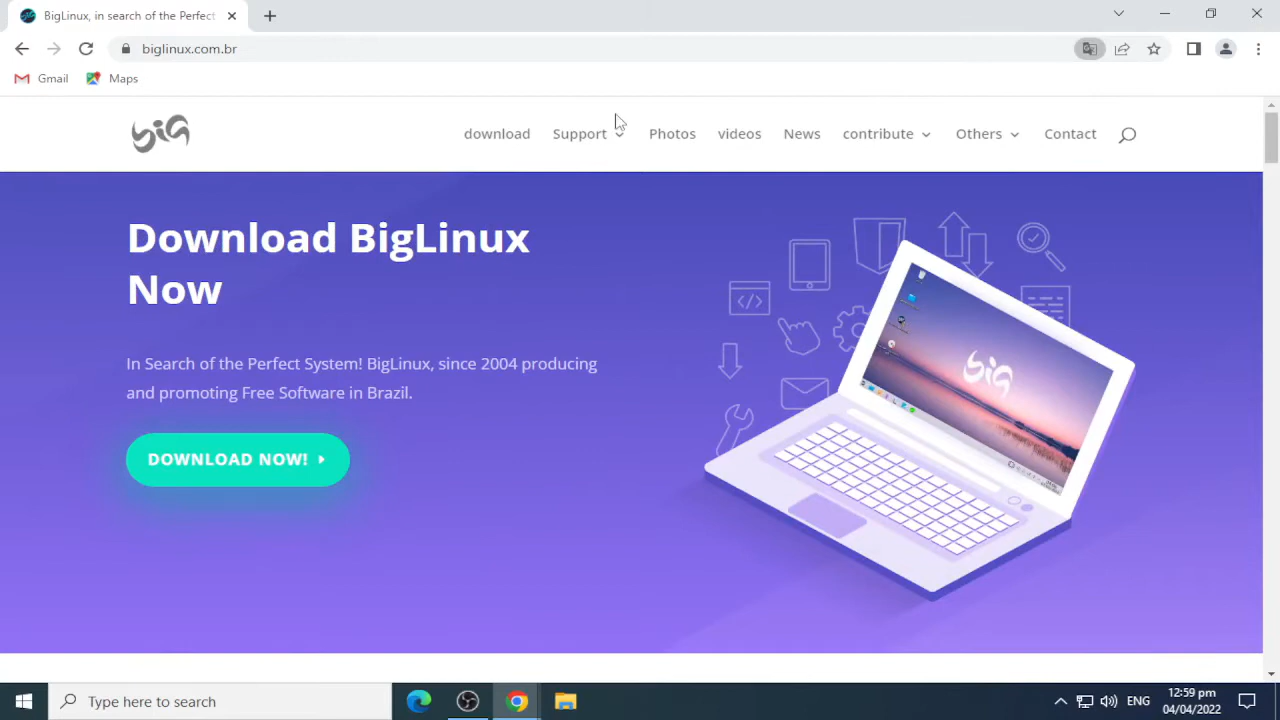 BigLinux, in search of the Perfect
biglinux.com.br
Gmail
Maps
big
download
Support
Photos
videos
News
contribute
Others
Contact
Download BigLinux
Now
In Search of the Perfect System! BigLinux, since 2004 producing
and promoting Free Software in Brazil.
DOWNLOAD NOW!
</>
big
Type here to search
ENG
12:59 pm
04/04/2022